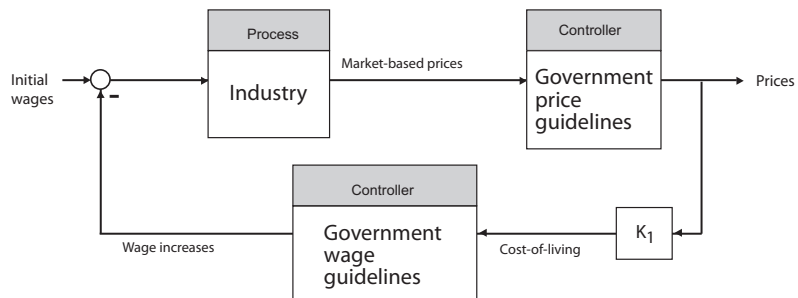 Process
Controller
Initial
wages
Industry
Market-based prices
Government
price
guidelines
Prices
-
Controller
Government
wage
guidelines
Wage increases
Cost-of-living
K1